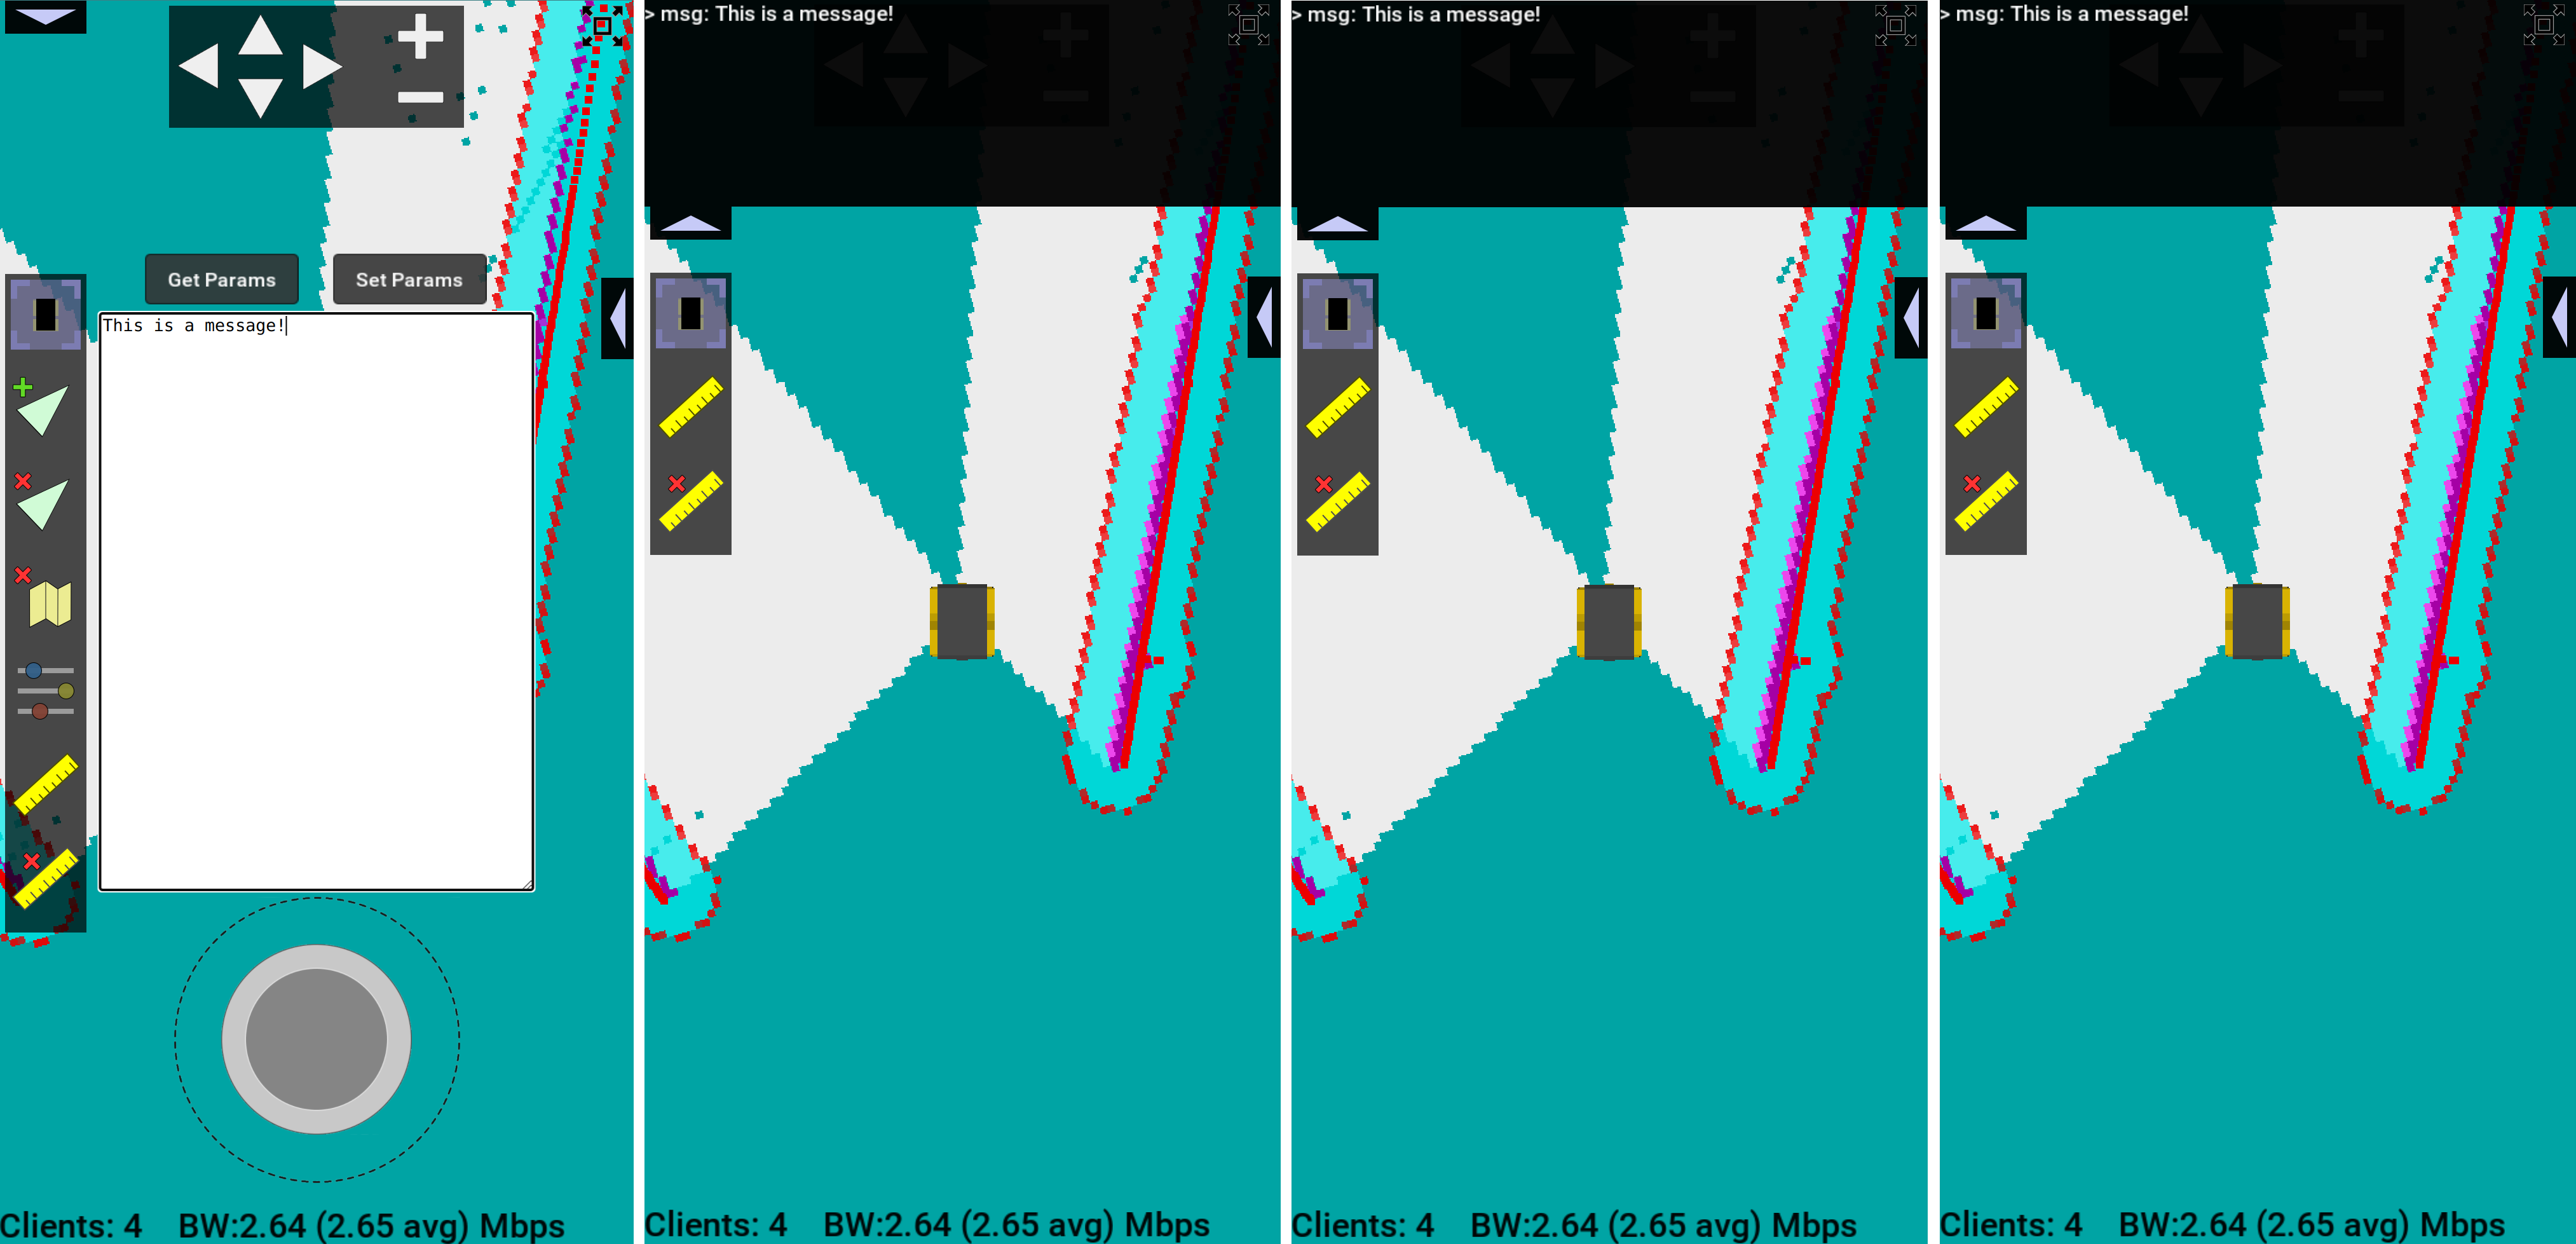 Get Params Set Params
This is a message!
Clients: 4 BW:2.64 (2.65 avg) Mbps
> msg: This is a message!
Clients: 4 BW:2.64 (2.65 avg) Mbps
> msg: This is a message!
Clients: 4 BW:2.64 (2.65 avg) Mbps
> msg: This is a message!
Clients: 4 BW:2.64 (2.65 avg) Mbps